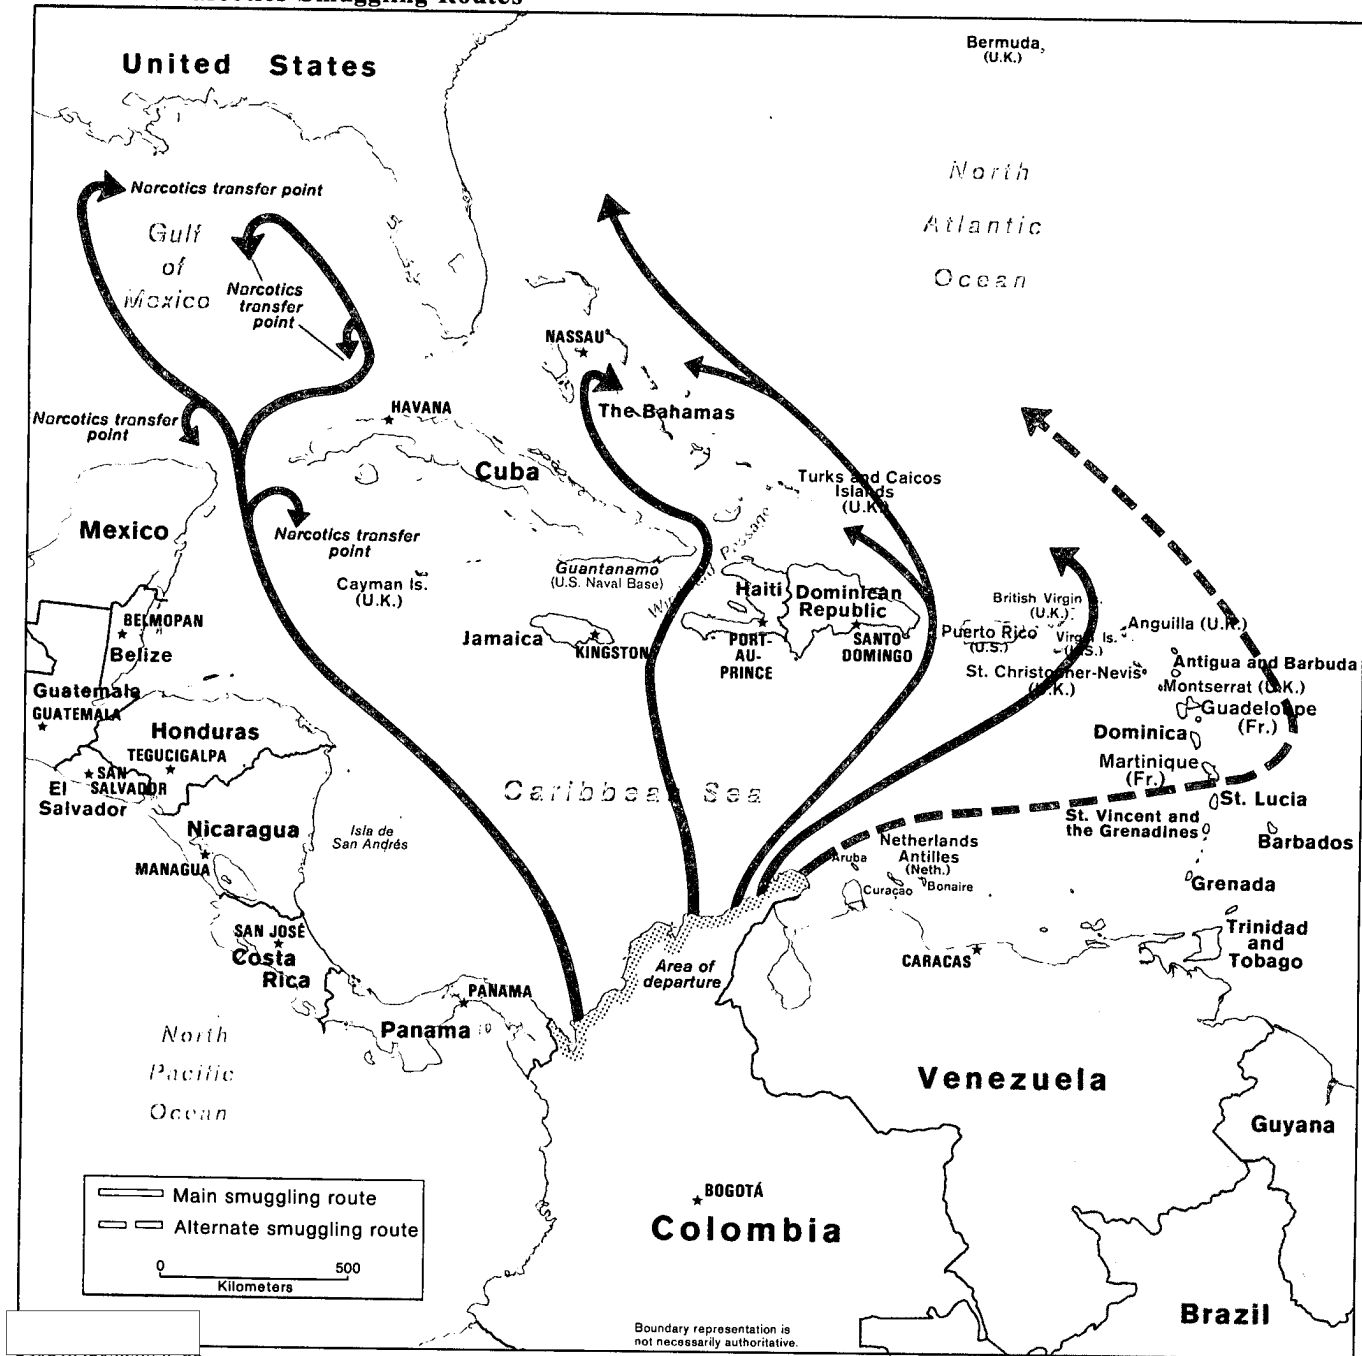 Smuggling Routes
United States
Bermuda
(U.K.)
North
Atlantic
Ocean
Narcotics transfer point
Gulf
of
Mexico
Narcotics
transfer
point
NASSAU
The Bahamas
Narcotics transfer
point
HAVANA
Cuba
Turks and Caicos
Islands
(U.K.)
Mexico
Narcotics transfer
point
Cayman Is.
(U.K.)
Guantanamo
(U.S. Naval Base)
Windward Passage
Haiti
Dominican
Republic
British Virgin
(U.K.)
BELMOPAN
Belize
Jamaica
KINGSTON
PORT-
AU-
PRINCE
SANTO
DOMINGO
Puerto Rico
(U.S.)
Virgin Is.
(U.S.)
Anguilla (U.K.)
St. Christopher-Nevis
(U.K.)
Antigua and Barbuda
Montserrat (U.K.)
Guadeloupe
(Fr.)
Guatemala
GUATEMALA
Honduras
TEGUCIGALPA
Dominica
Martinique
(Fr.)
SAN
SALVADOR
El
Salvador
Caribbean Sea
St. Lucia
St. Vincent and
the Grenadines
Barbados
Nicaragua
MANAGUA
Isla de
San Andrés
Netherlands
Antilles
(Neth.)
Aruba
Curaçao
Bonaire
Grenada
SAN JOSÉ
Costa
Rica
Trinidad
and
Tobago
CARACAS
Area of
departure
PANAMA
Panama
North
Pacific
Ocean
Venezuela
Guyana
Main smuggling route
Alternate smuggling route
0 500
Kilometers
BOGOTÁ
Colombia
Brazil
Boundary representation is
not necessarily authoritative.